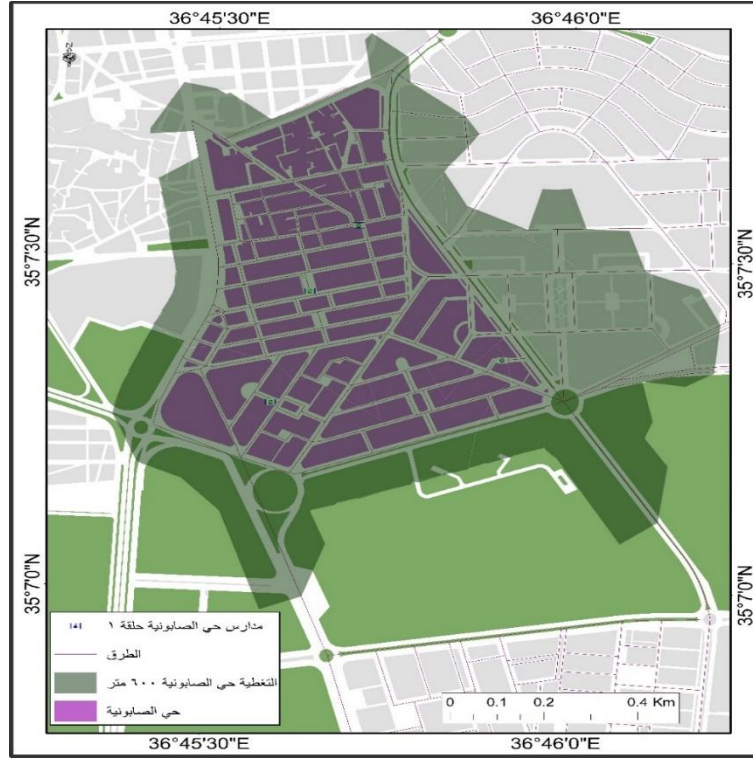 36°45'30"E 36°46'0"E
35°7'30"N 35°7'30"N
35°7'0"N 35°7'0"N
مدارس حي الصابونية حلقة ١
الطرق
التغطية حي الصابونية ٦٠٠ متر
حي الصابونية
0 0.1 0.2 0.4 Km
36°45'30"E 36°46'0"E